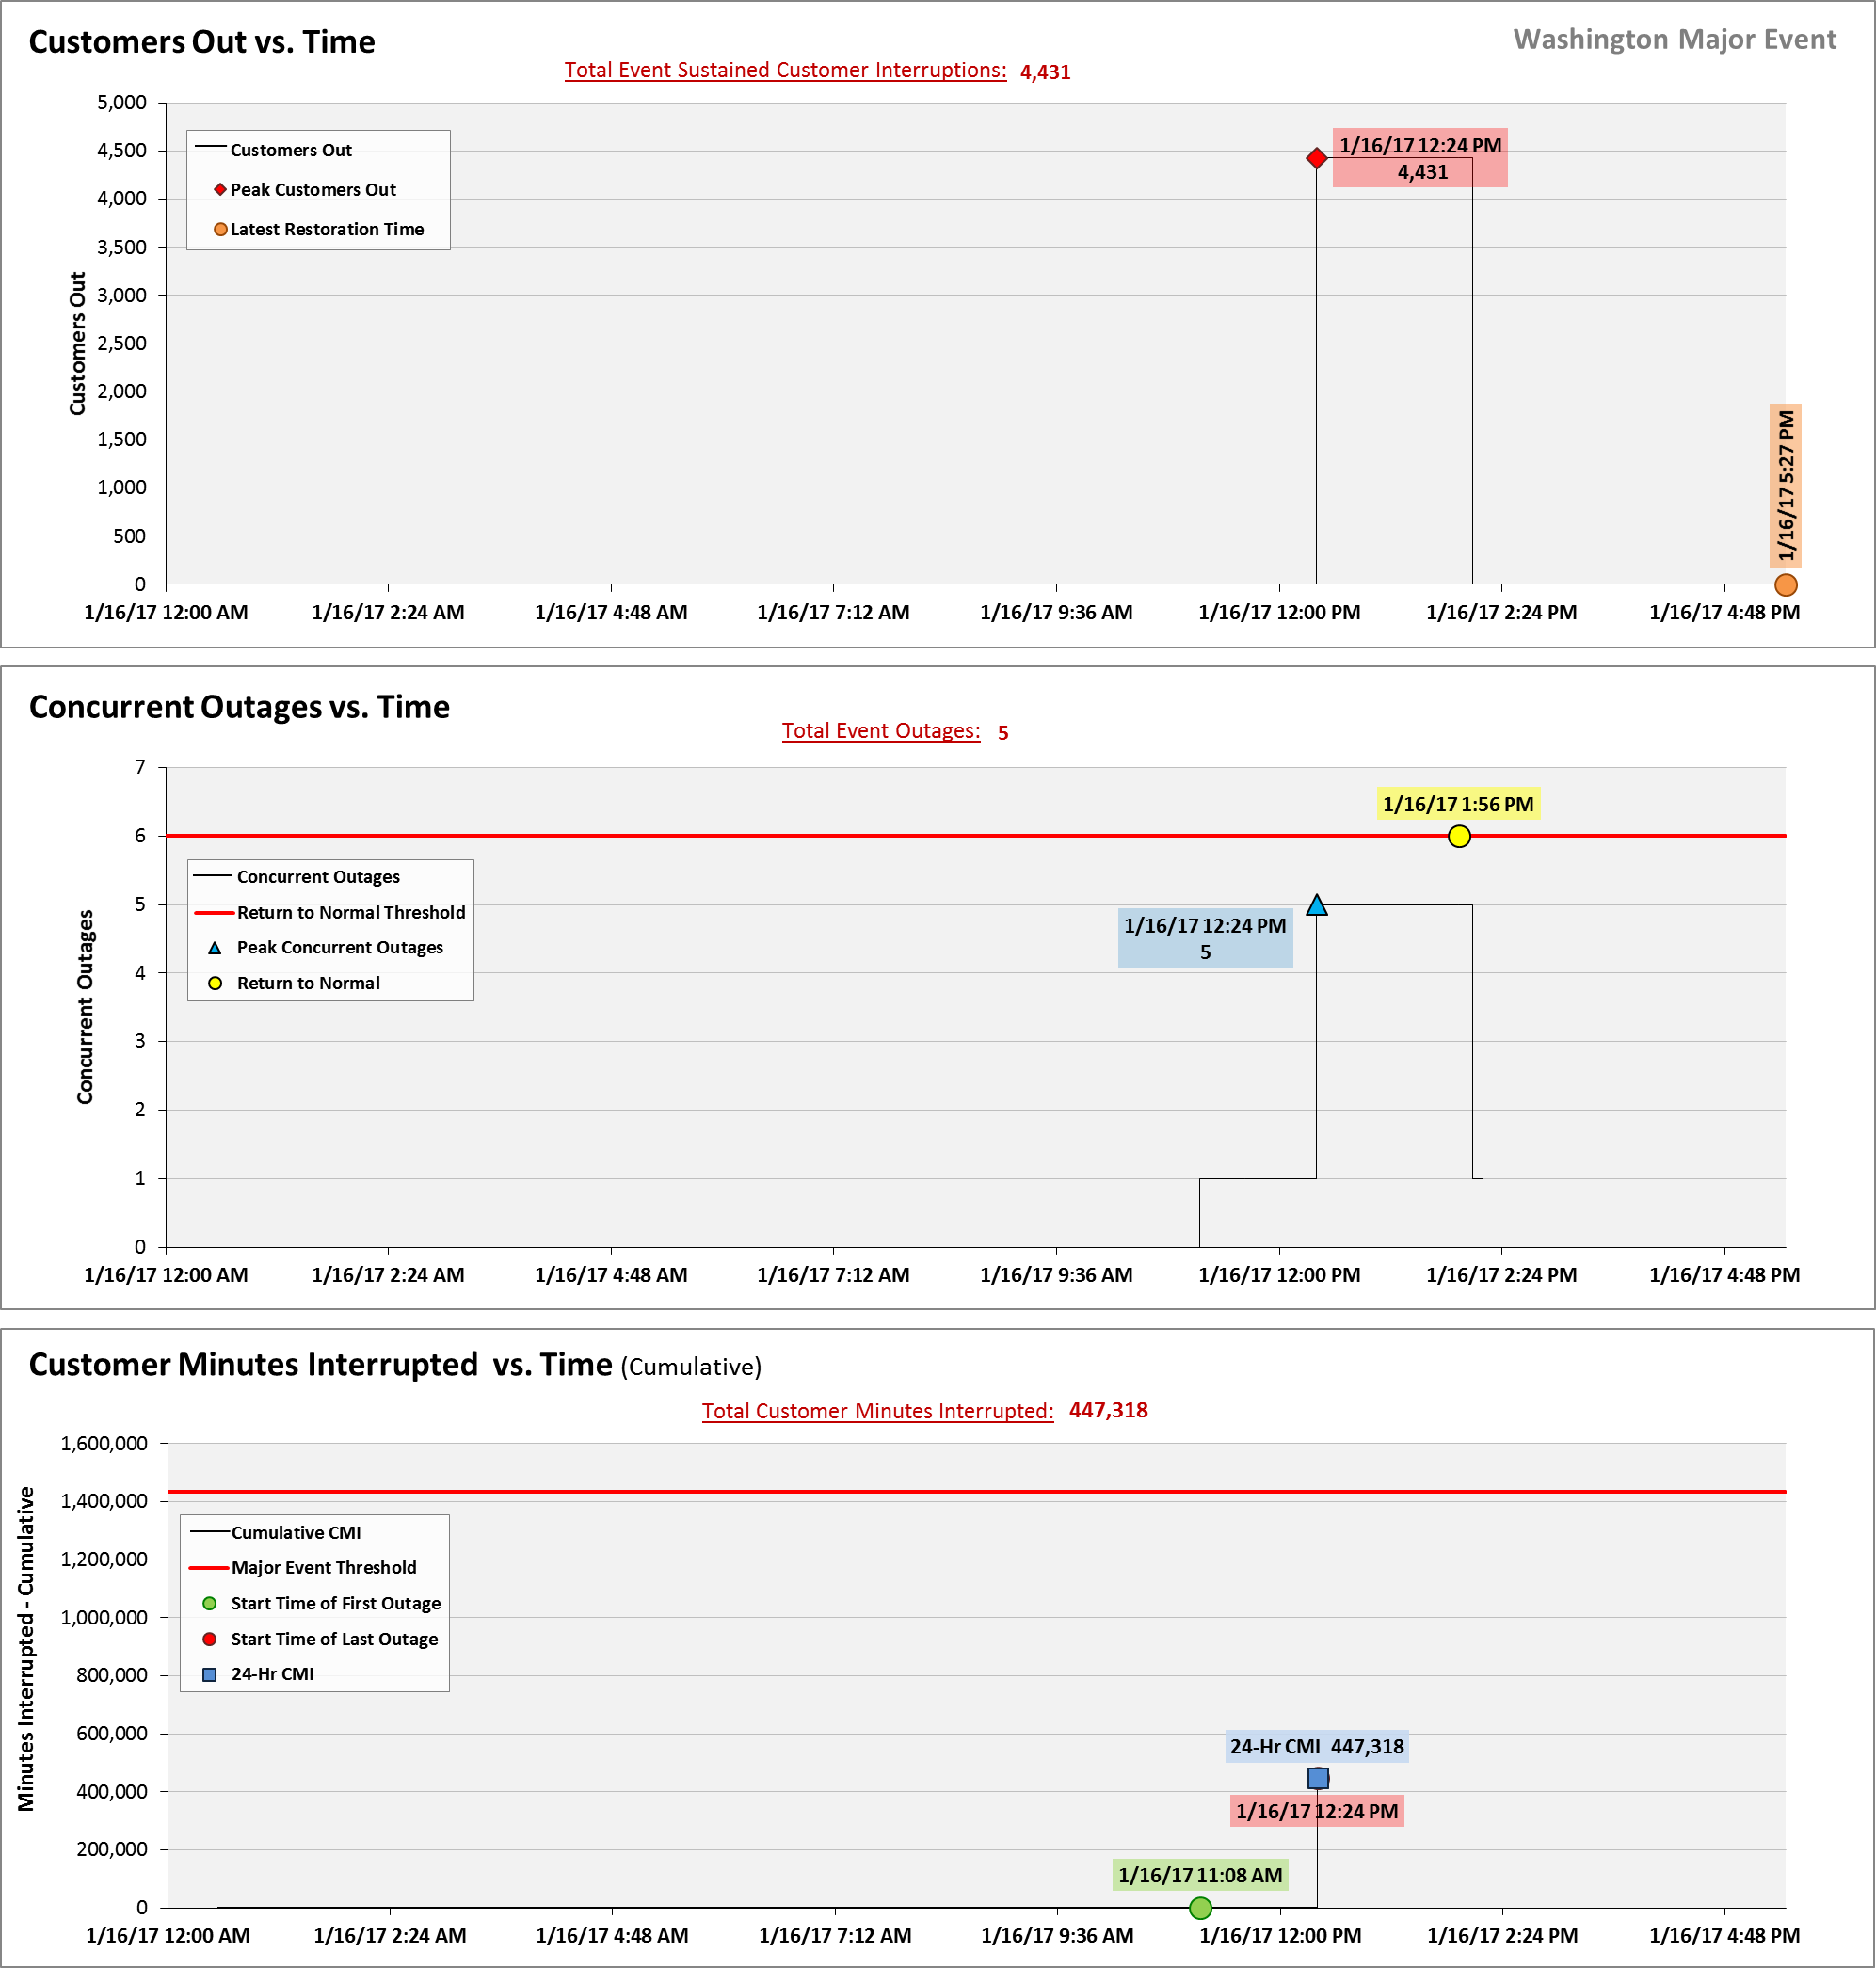 Customers Out vs. Time
Washington Major Event
Total Event Sustained Customer Interruptions: 4,431
5,000
4,500
4,000
3,500
3,000
2,500
2,000
1,500
1,000
500
0
Customers Out
Customers Out
Peak Customers Out
Latest Restoration Time
1/16/17 12:24 PM
4,431
1/16/17 5:27 PM
1/16/17 12:00 AM 1/16/17 2:24 AM 1/16/17 4:48 AM 1/16/17 7:12 AM 1/16/17 9:36 AM 1/16/17 12:00 PM 1/16/17 2:24 PM 1/16/17 4:48 PM
Concurrent Outages vs. Time
Total Event Outages: 5
7
6
5
4
3
2
1
0
Concurrent Outages
Concurrent Outages
Return to Normal Threshold
Peak Concurrent Outages
Return to Normal
1/16/17 1:56 PM
1/16/17 12:24 PM
5
1/16/17 12:00 AM 1/16/17 2:24 AM 1/16/17 4:48 AM 1/16/17 7:12 AM 1/16/17 9:36 AM 1/16/17 12:00 PM 1/16/17 2:24 PM 1/16/17 4:48 PM
Customer Minutes Interrupted vs. Time (Cumulative)
Total Customer Minutes Interrupted: 447,318
1,600,000
1,400,000
1,200,000
1,000,000
800,000
600,000
400,000
200,000
0
Minutes Interrupted - Cumulative
Cumulative CMI
Major Event Threshold
Start Time of First Outage
Start Time of Last Outage
24-Hr CMI
24-Hr CMI 447,318
1/16/17 12:24 PM
1/16/17 11:08 AM
1/16/17 12:00 AM 1/16/17 2:24 AM 1/16/17 4:48 AM 1/16/17 7:12 AM 1/16/17 9:36 AM 1/16/17 12:00 PM 1/16/17 2:24 PM 1/16/17 4:48 PM